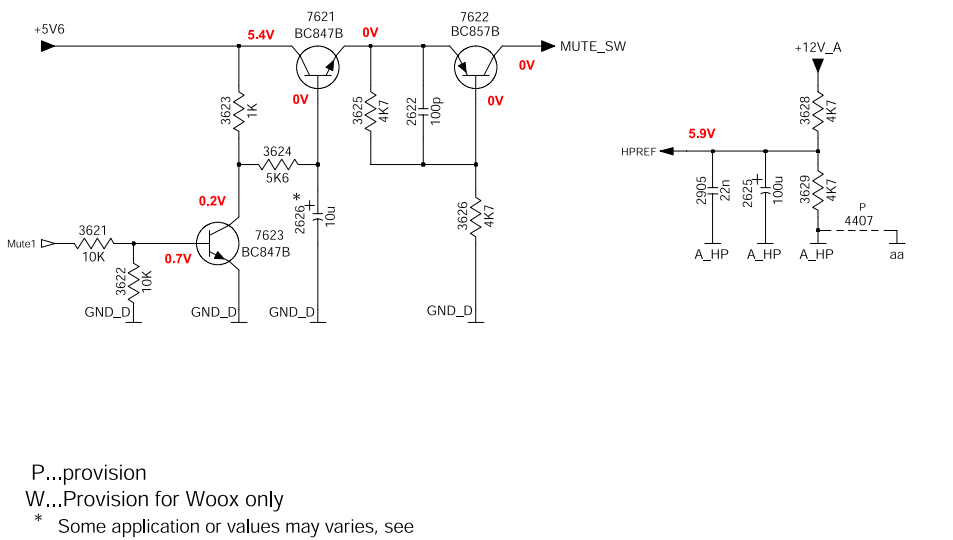 +5V6
5.4V
7621
BC847B
0V
7622
BC857B
MUTE_SW
0V
0V
0V
3623
1K
3625
4K7
2622
100p
3624
5K6
*
2626
+
10u
3626
4K7
0.2V
7623
BC847B
Mute1
3621
10K
0.7V
3622
10K
GND_D
GND_D
GND_D
GND_D
+12V_A
3628
4K7
5.9V
HPREF
2905
22n
2625
+
100u
3629
4K7
P
4407
A_HP
A_HP
A_HP
aa
P...provision
W...Provision for Woox only
* Some application or values may varies, see